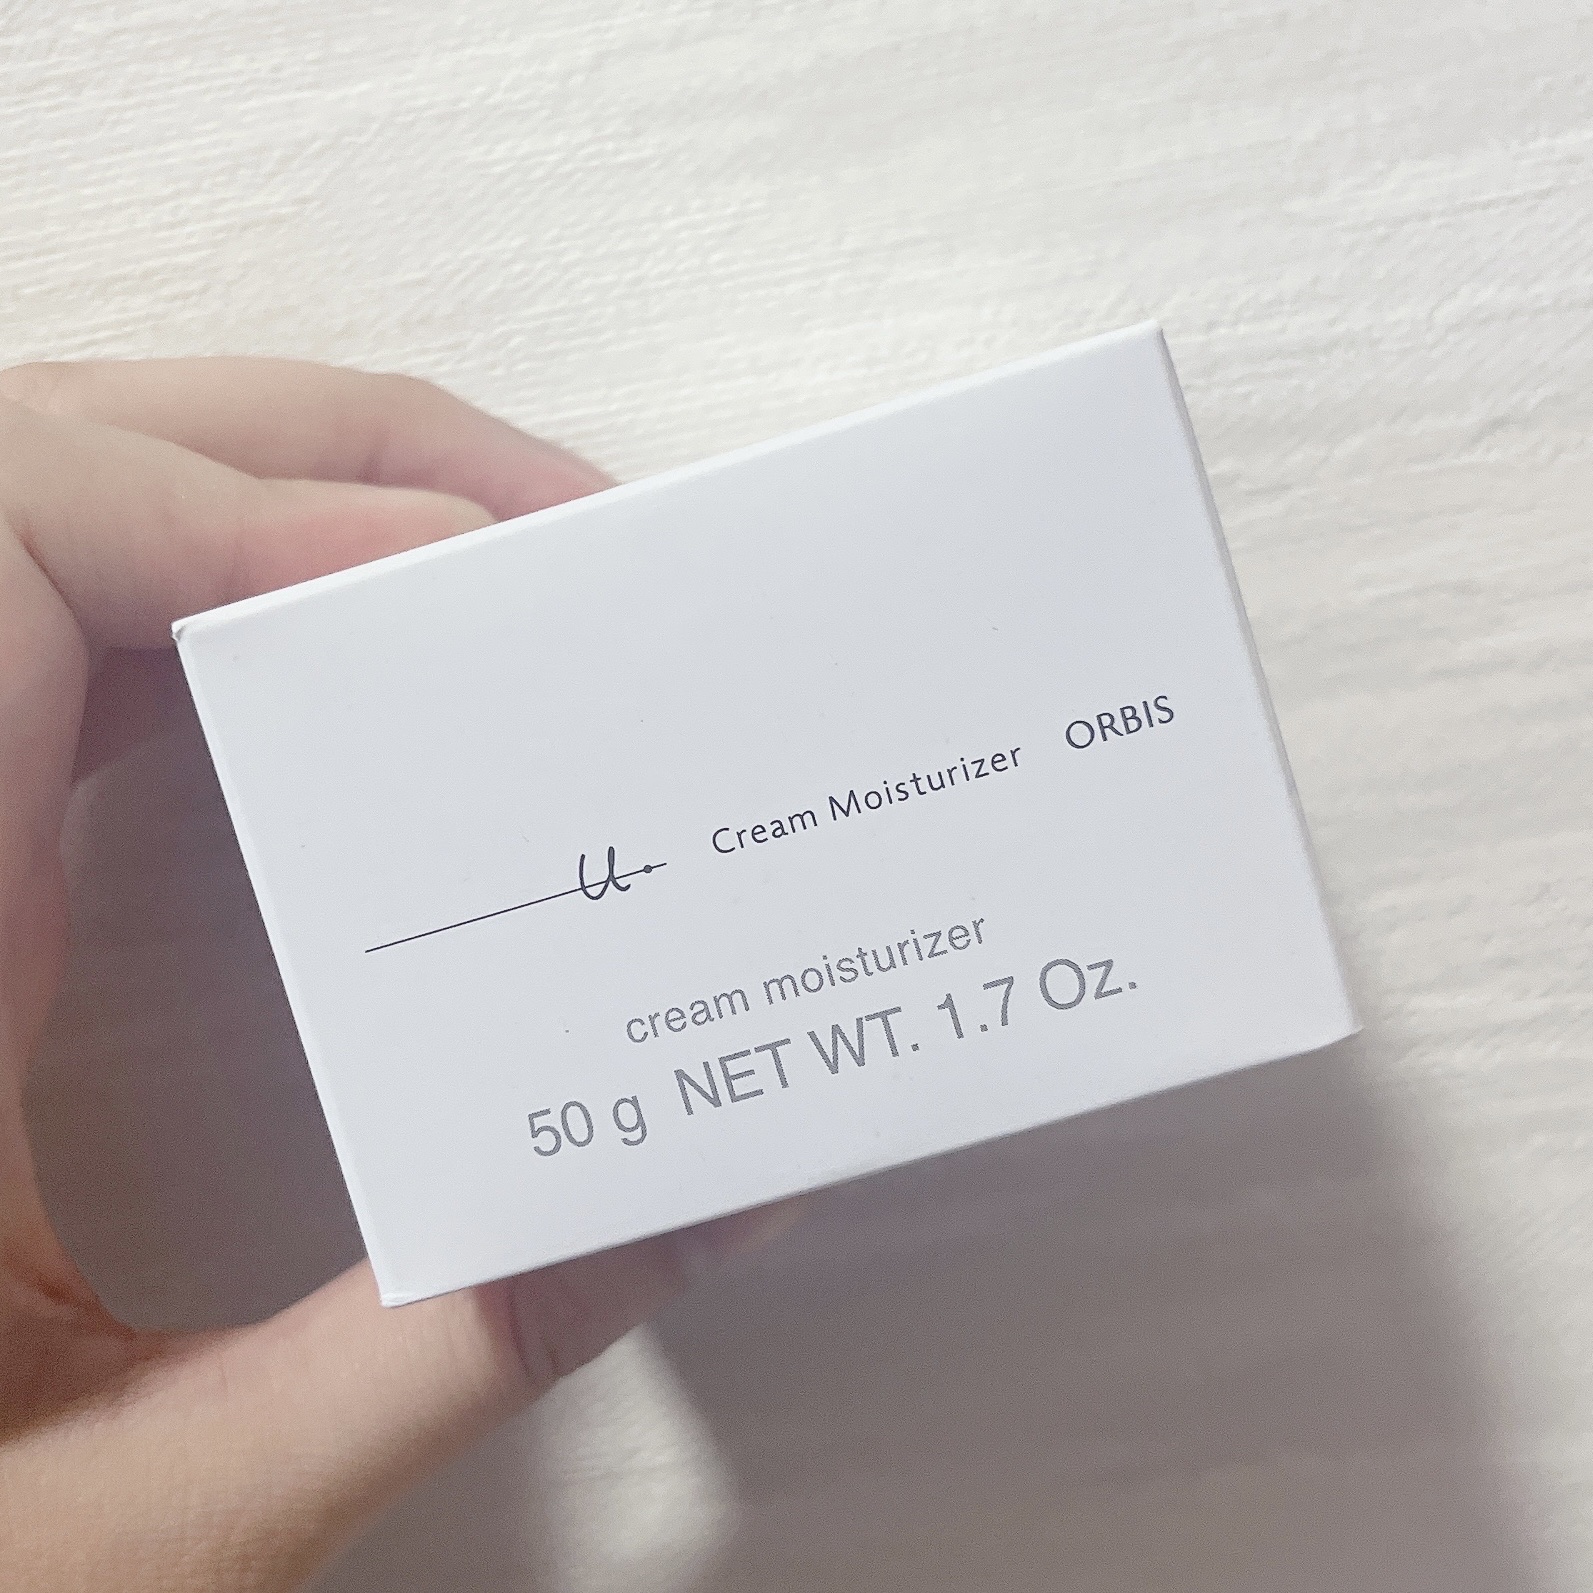 u. Cream Moisturizer ORBIS
cream moisturizer
50 g NET WT. 1.7 Oz.